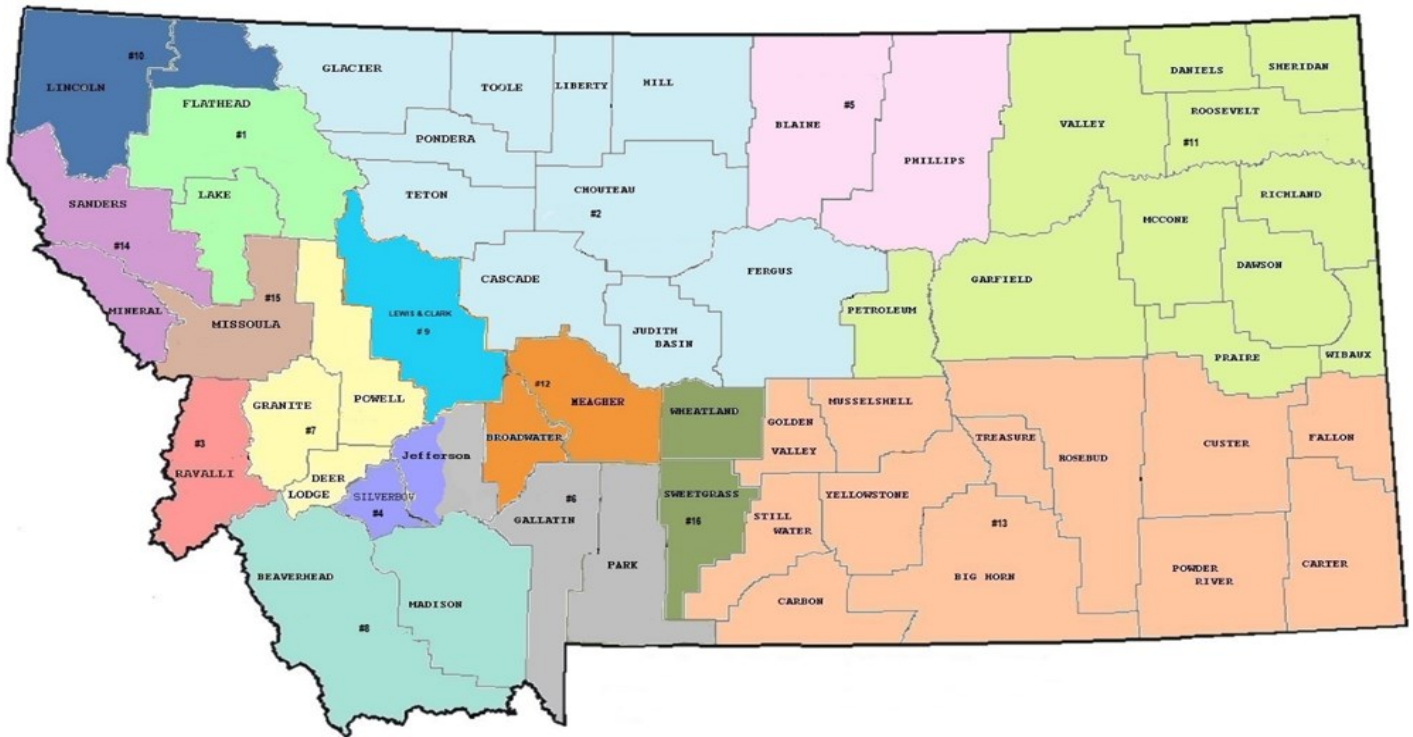 #10
LINCOLN
FLATHEAD
#1
GLACIER
TOOLE
LIBERTY
HILL
BLAINE
#5
PHILLIPS
VALLEY
DANIELS
SHERIDAN
ROOSEVELT
#11
PONDERA
TETON
CHOUTEAU
#2
LAKE
SANDERS
#14
MCCONE
RICHLAND
CASCADE
FERGUS
GARFIELD
DAWSON
MINERAL
#15
MISSOULA
LEWIS & CLARK
# 9
JUDITH
BASIN
PETROLEUM
PRAIRE
WIBAUX
#3
RAVALLI
GRANITE
#7
POWELL
#12
MEAGHER
BROADWATER
WHEATLAND
GOLDEN
VALLEY
MUSSELSHELL
TREASURE
ROSEBUD
CUSTER
FALLON
Jefferson
DEER
LODGE
SILVERBOW
#4
#6
GALLATIN
SWEETGRASS
#16
STILL
WATER
YELLOWSTONE
#13
BIG HORN
POWDER
RIVER
CARTER
BEAVERHEAD
MADISON
#8
PARK
CARBON